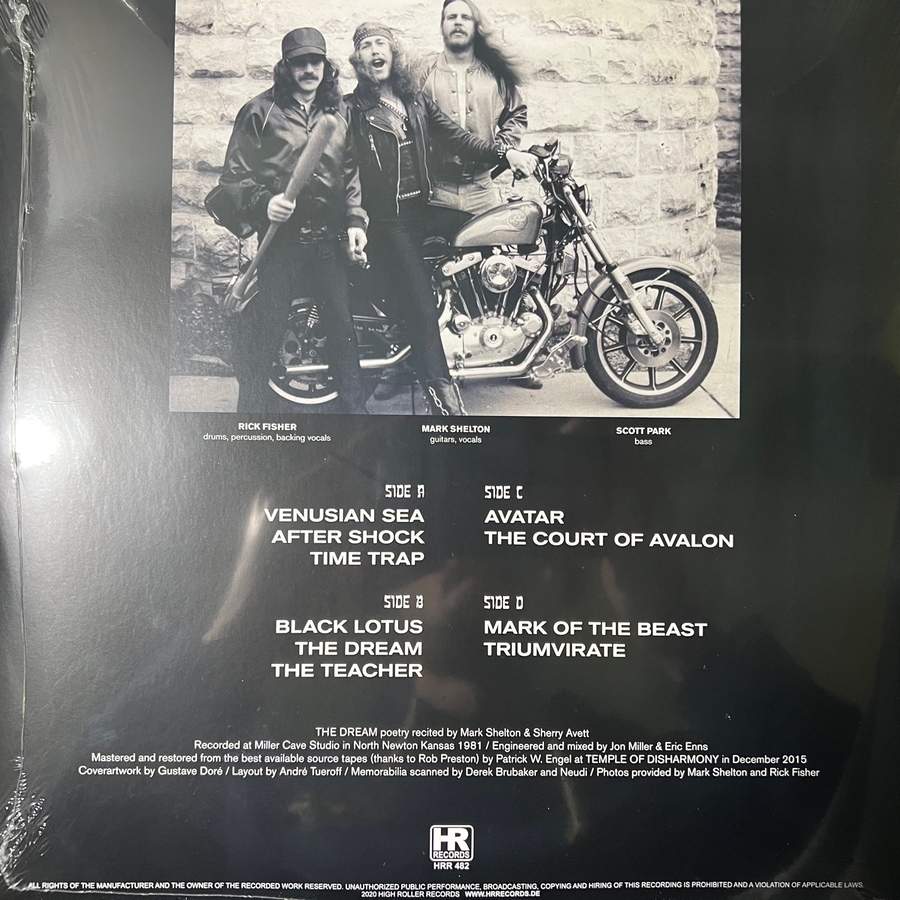 RICK FISHER
drums, percussion, backing vocals
MARK SHELTON
guitars, vocals
SCOTT PARK
bass
SIDE A
VENUSIAN SEA
AFTER SHOCK
TIME TRAP
SIDE B
BLACK LOTUS
THE DREAM
THE TEACHER
SIDE C
AVATAR
THE COURT OF AVALON
SIDE D
MARK OF THE BEAST
TRIUMVIRATE
THE DREAM poetry recited by Mark Shelton & Sherry Avett
Recorded at Miller Cave Studio in North Newton Kansas 1981 / Engineered and mixed by Jon Miller & Eric Enns
Mastered and restored from the best available source tapes (thanks to Rob Preston) by Patrick W. Engel at TEMPLE OF DISHARMONY in December 2015
Coverartwork by Gustave Doré / Layout by André Tueroff / Memorabilia scanned by Derek Brubaker and Neudi / Photos provided by Mark Shelton and Rick Fisher
HR
RECORDS
HRR 482
ALL RIGHTS OF THE MANUFACTURER AND THE OWNER OF THE RECORDED WORK RESERVED. UNAUTHORIZED PUBLIC PERFORMANCE, BROADCASTING, COPYING AND HIRING OF THIS RECORDING IS PROHIBITED AND A VIOLATION OF APPLICABLE LAWS.
2020 HIGH ROLLER RECORDS WWW.HRRECORDS.DE